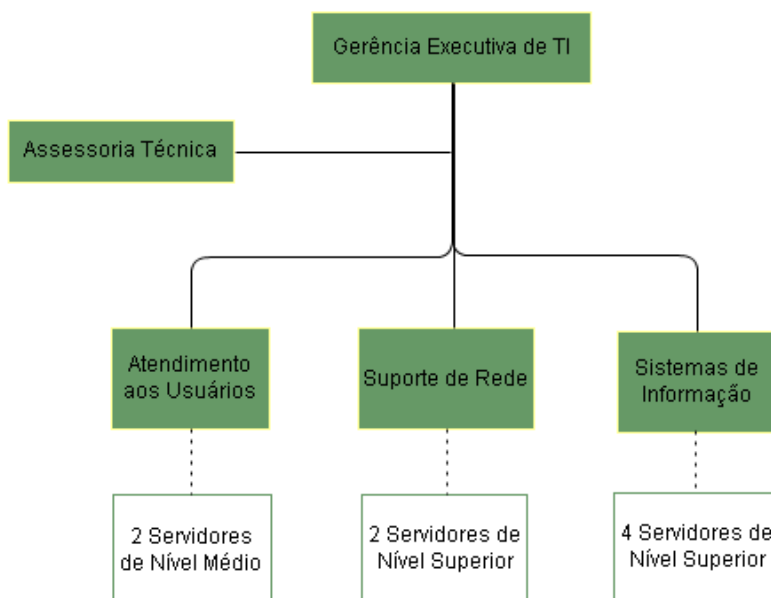 Gerência Executiva de TI
Assessoria Técnica
Atendimento
aos Usuários
Suporte de Rede
Sistemas de
Informação
2 Servidores
de Nível Médio
2 Servidores de
Nível Superior
4 Servidores de
Nível Superior